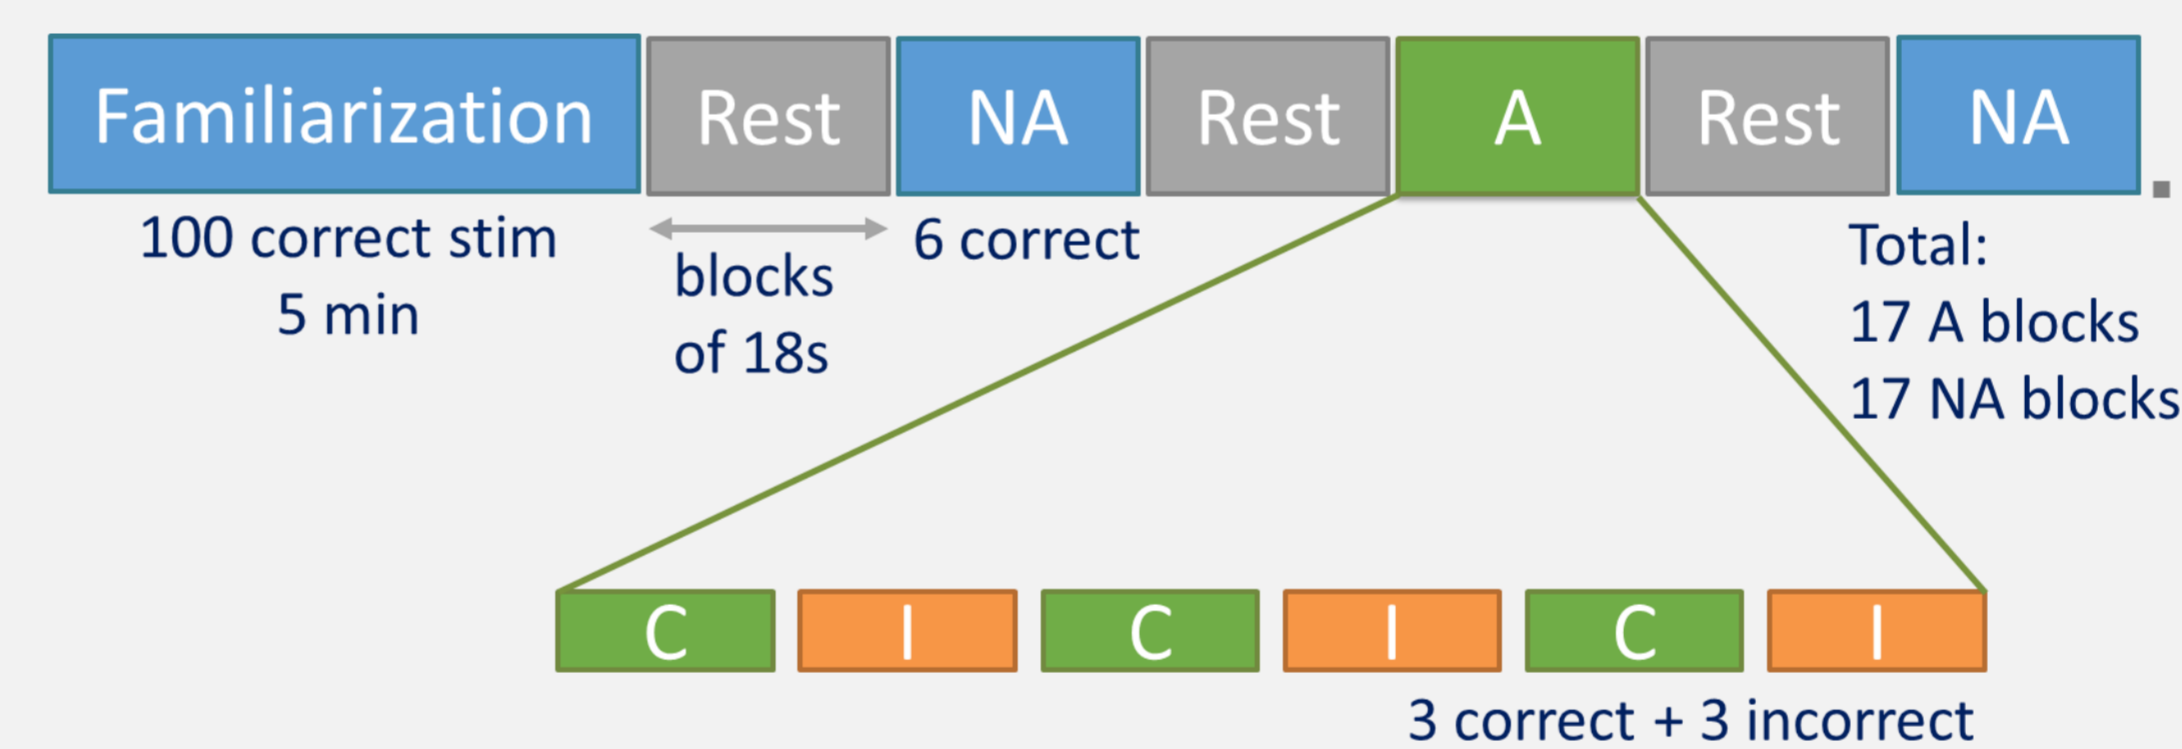 Familiarization Rest NA Rest A Rest NA
100 correct stim
5 min
blocks
of 18s
6 correct
Total:
17 A blocks
17 NA blocks
C I C I C I
3 correct + 3 incorrect